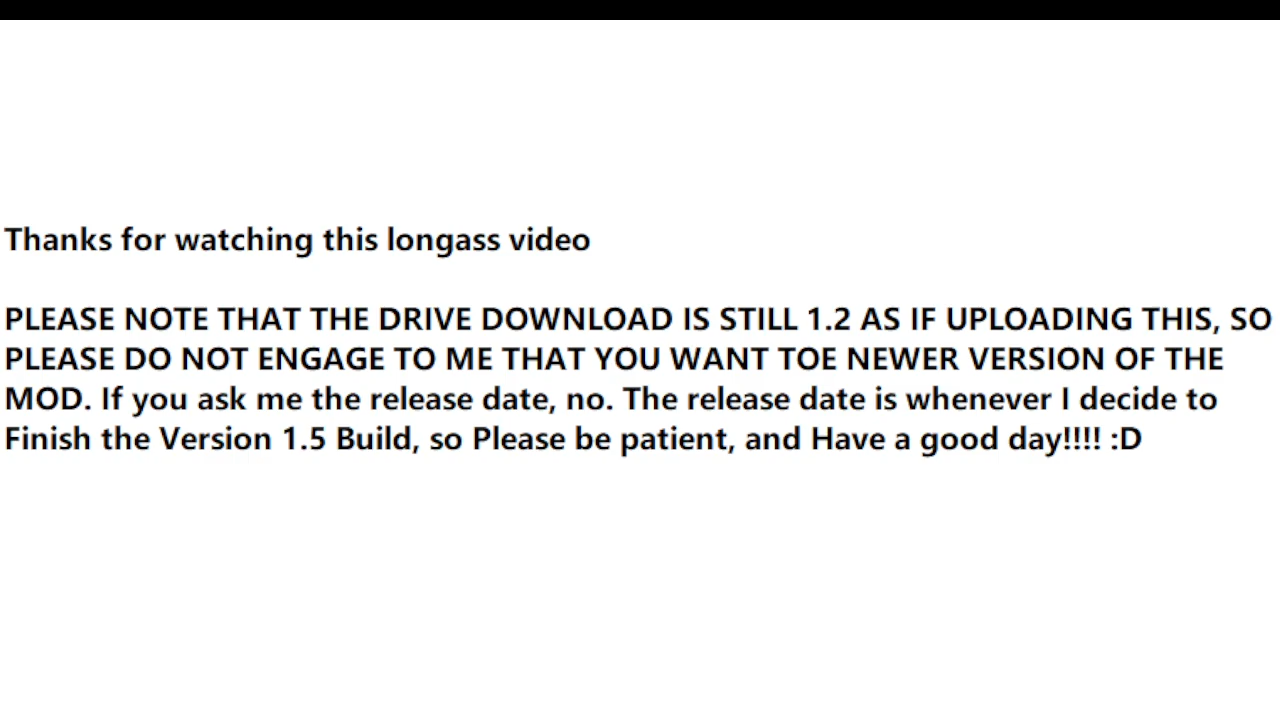 Thanks for watching this longass video
PLEASE NOTE THAT THE DRIVE DOWNLOAD IS STILL 1.2 AS IF UPLOADING THIS, SO
PLEASE DO NOT ENGAGE TO ME THAT YOU WANT TOE NEWER VERSION OF THE
MOD. If you ask me the release date, no. The release date is whenever I decide to
Finish the Version 1.5 Build, so Please be patient, and Have a good day!!!! :D